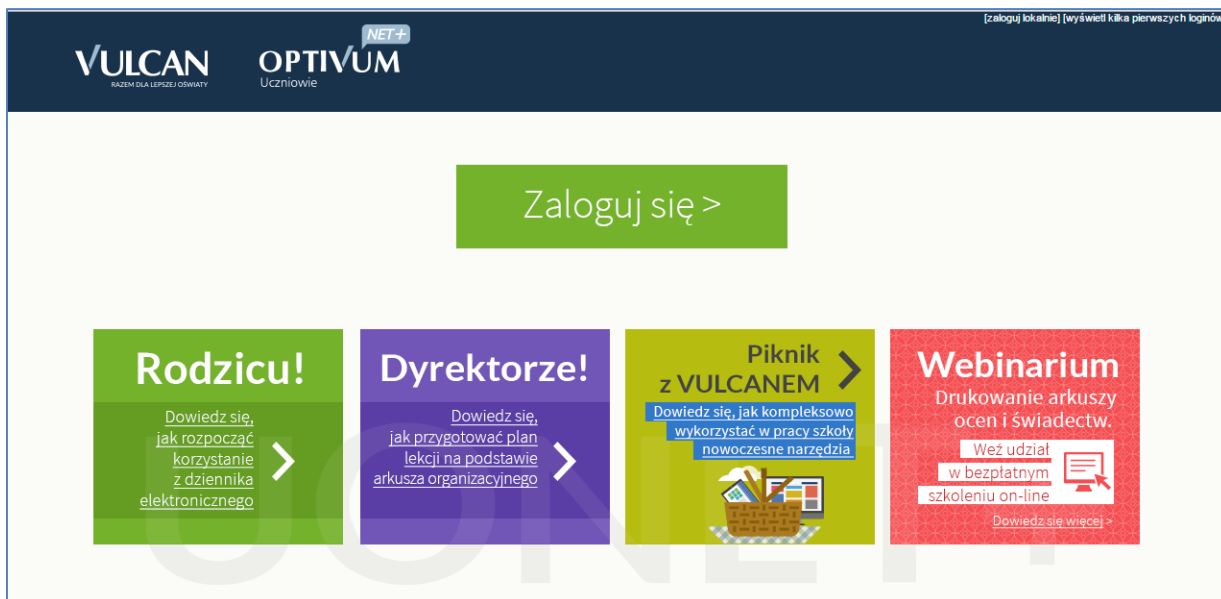 [zaloguj lokalnie] [wyświetl kilka pierwszych loginów
VULCAN
RAZEM DLA LEPSZEJ OŚWIATY
NET+
OPTIVUM
Uczniowie
Zaloguj się >
Rodzicu!
Dowiedz się,
jak rozpocząć
korzystanie
z dziennika
elektronicznego
Dyrektorze!
Dowiedz się,
jak przygotować plan
lekcji na podstawie
arkusza organizacyjnego
Piknik
z VULCANEM
Dowiedz się, jak kompleksowo
wykorzystać w pracy szkoły
nowoczesne narzędzia
Webinarium
Drukowanie arkuszy
ocen i świadectw.
Weź udział
w bezpłatnym
szkoleniu on-line
Dowiedz się więcej >
UONET+